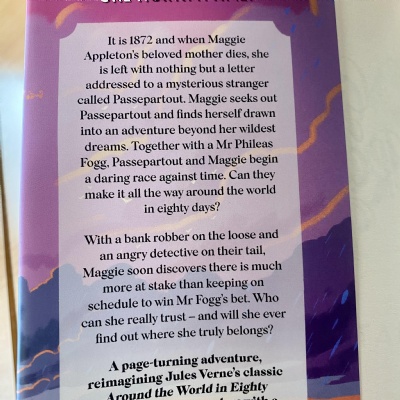 It is 1872 and when Maggie
Appleton's beloved mother dies, she
is left with nothing but a letter
addressed to a mysterious stranger
called Passepartout. Maggie seeks out
Passepartout and finds herself drawn
into an adventure beyond her wildest
dreams. Together with a Mr Phileas
Fogg, Passepartout and Maggie begin
a daring race against time. Can they
make it all the way around the world
in eighty days?
With a bank robber on the loose and
an angry detective on their tail,
Maggie soon discovers there is much
more at stake than keeping on
schedule to win Mr Fogg's bet. Who
can she really trust – and will she ever
find out where she truly belongs?
A page-turning adventure,
reimagining Jules Verne's classic
Around the World in Eighty
with a